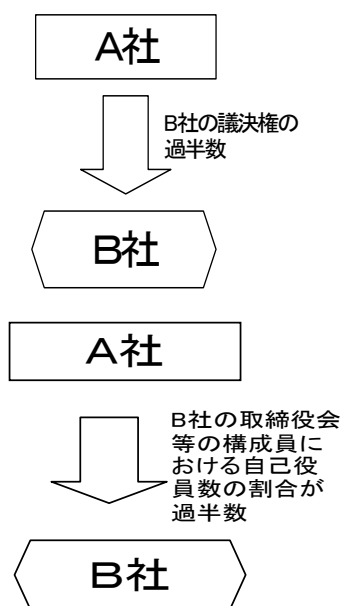 A社
B社の議決権の
過半数
B社
A社
B社の取締役会
等の構成員に
おける自己役
員数の割合が
過半数
B社